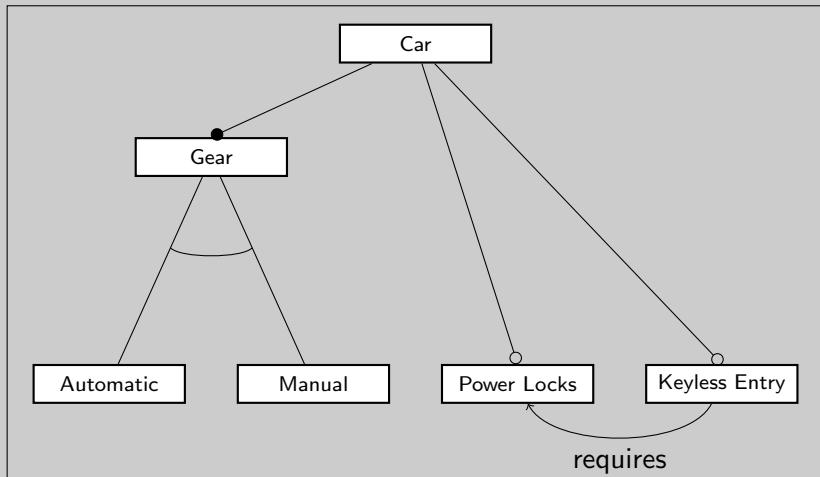 Car
Gear
Automatic
Manual
Power Locks
Keyless Entry
requires